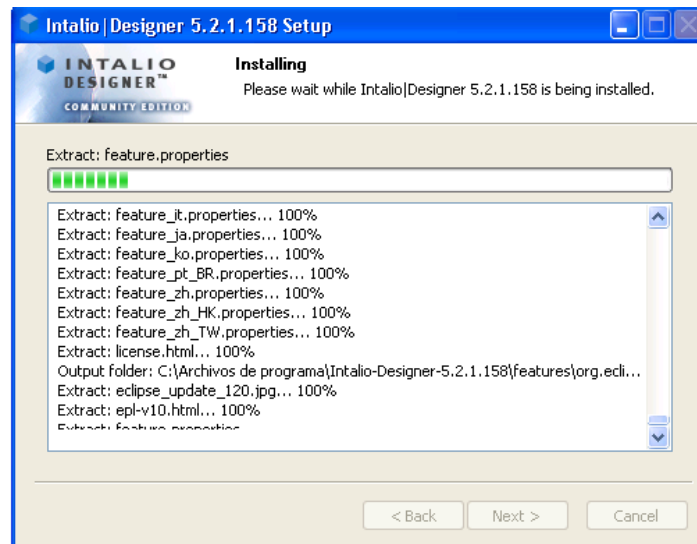 Intalio|Designer 5.2.1.158 Setup
INTALIO
DESIGNER™
COMMUNITY EDITION
Installing
Please wait while Intalio|Designer 5.2.1.158 is being installed.
Extract: feature.properties
Extract: feature_it.properties... 100%
Extract: feature_ja.properties... 100%
Extract: feature_ko.properties... 100%
Extract: feature_pt_BR.properties... 100%
Extract: feature_zh.properties... 100%
Extract: feature_zh_HK.properties... 100%
Extract: feature_zh_TW.properties... 100%
Extract: license.html... 100%
Output folder: C:\Archivos de programa\Intalio-Designer-5.2.1.158\features\org.ecli...
Extract: eclipse_update_120.jpg... 100%
Extract: epl-v10.html... 100%
Extract: feature.properties
< Back
Next >
Cancel